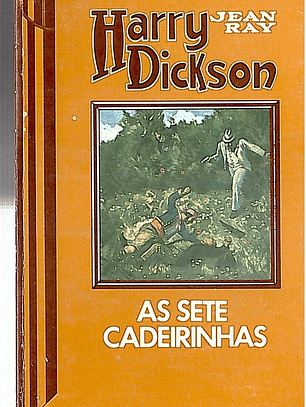 Harry
JEAN
RAY
Dickson
AS SETE
CADEIRINHAS